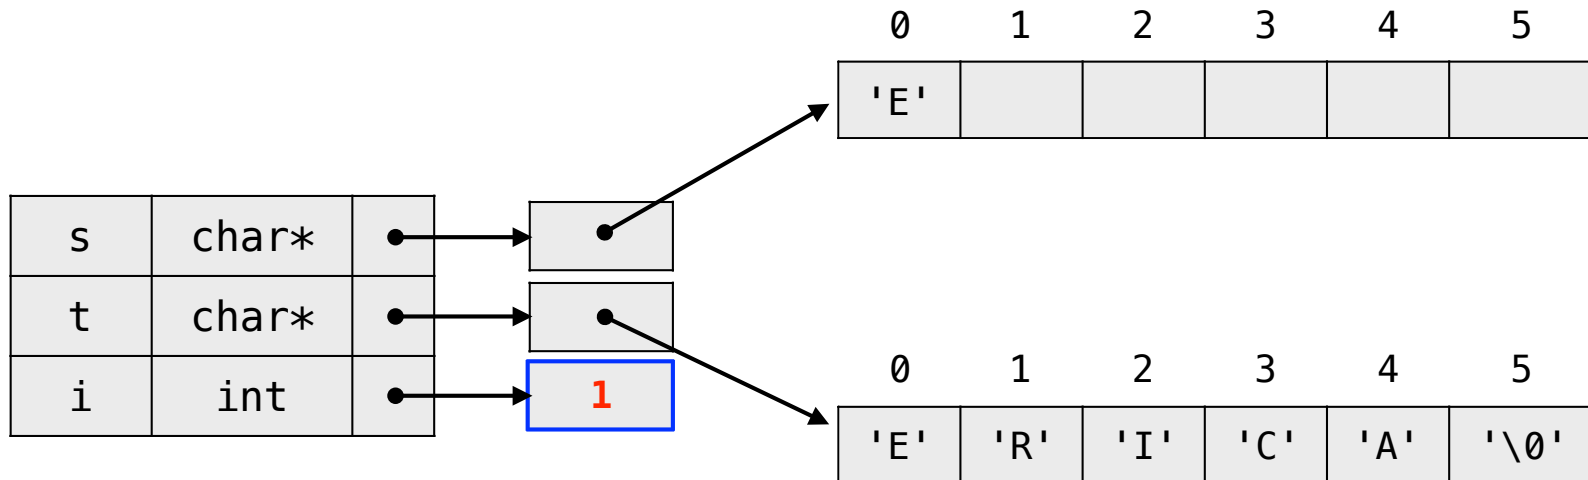 0 1 2 3 4 5
'E'
s char*
t char*
i int 1
0 1 2 3 4 5
'E' 'R' 'I' 'C' 'A' '\0'